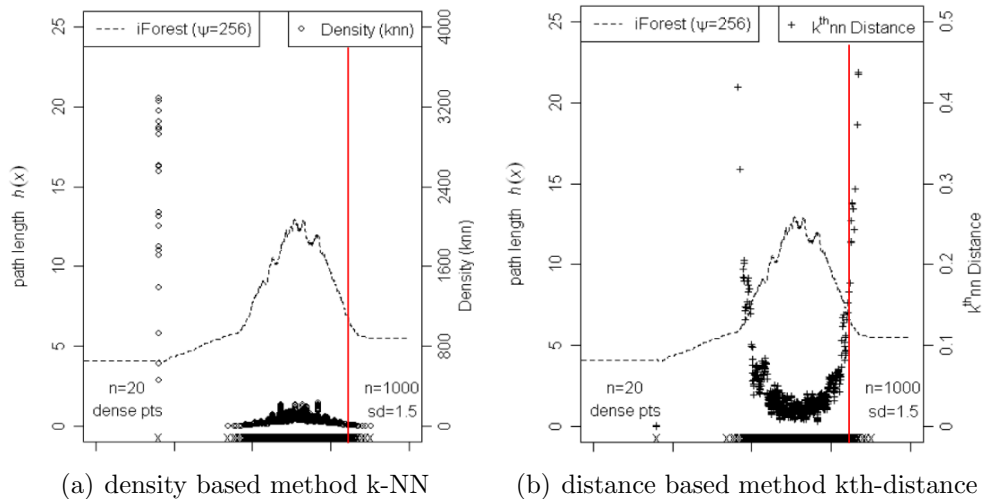 iForest (ψ=256)
Density (knn)
25
20
15
10
5
0
path length h(x)
4000
3200
2400
1600
800
0
Density (knn)
n=20
dense pts
n=1000
sd=1.5
(a) density based method k-NN
iForest (ψ=256)
kthnn Distance
25
20
15
10
5
0
path length h(x)
0.5
0.4
0.3
0.2
0.1
0.0
kthnn Distance
n=20
dense pts
n=1000
sd=1.5
(b) distance based method kth-distance